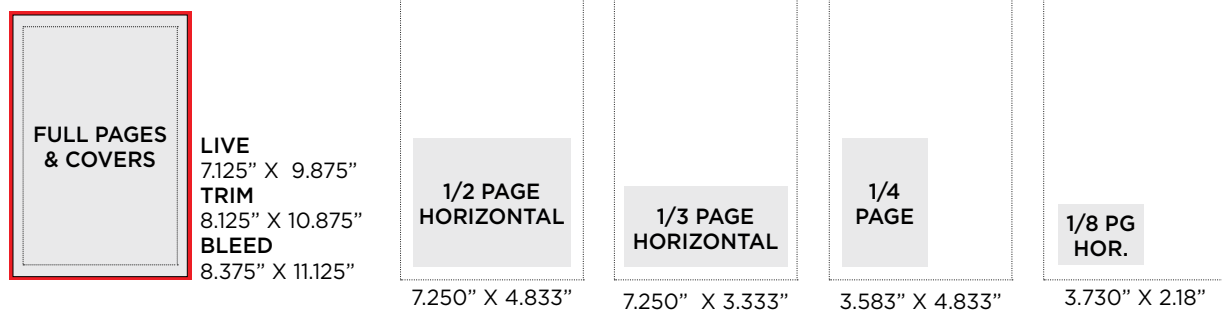 FULL PAGES
& COVERS
LIVE
7.125” X  9.875”
TRIM
8.125” X 10.875”
BLEED
8.375” X 11.125”
1/2 PAGE
HORIZONTAL
7.250” X 4.833”
1/3 PAGE
HORIZONTAL
7.250”  X 3.333”
1/4
PAGE
3.583” X 4.833”
1/8 PG
HOR.
3.730” X 2.18”